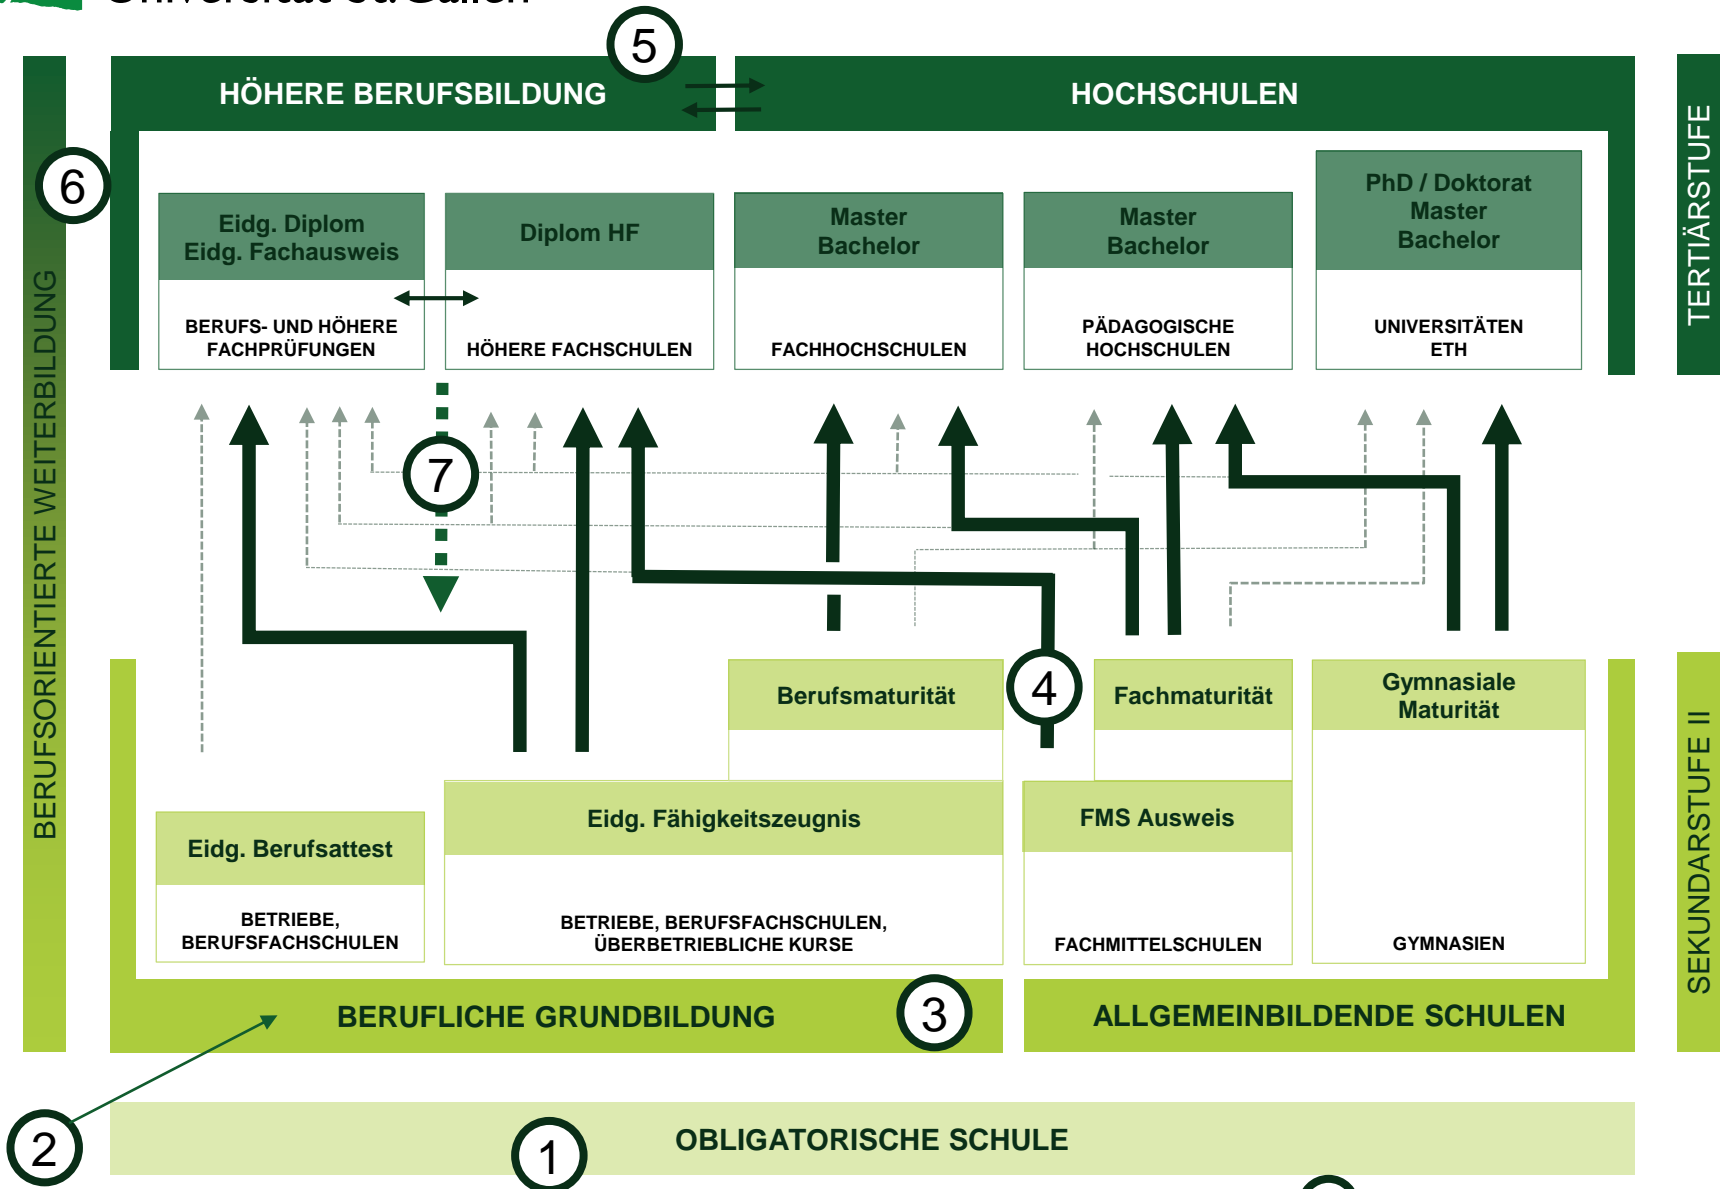 Universität St.Gallen
5
HÖHERE BERUFSBILDUNG
HOCHSCHULEN
6
BERUFSORIENTIERTE WEITERBILDUNG
TERTIÄRSTUFE
Eidg. Diplom
Eidg. Fachausweis
BERUFS- UND HÖHERE
FACHPRÜFUNGEN
Diplom HF
HÖHERE FACHSCHULEN
Master
Bachelor
FACHHOCHSCHULEN
Master
Bachelor
PÄDAGOGISCHE
HOCHSCHULEN
PhD / Doktorat
Master
Bachelor
UNIVERSITÄTEN
ETH
7
4
Berufsmaturität
Fachmaturität
Gymnasiale
Maturität
SEKUNDARSTUFE II
Eidg. Berufsattest
BETRIEBE,
BERUFSFACHSCHULEN
Eidg. Fähigkeitszeugnis
BETRIEBE, BERUFSFACHSCHULEN,
ÜBERBETRIEBLICHE KURSE
FMS Ausweis
FACHMITTELSCHULEN
GYMNASIEN
BERUFLICHE GRUNDBILDUNG
3
ALLGEMEINBILDENDE SCHULEN
2
1
OBLIGATORISCHE SCHULE